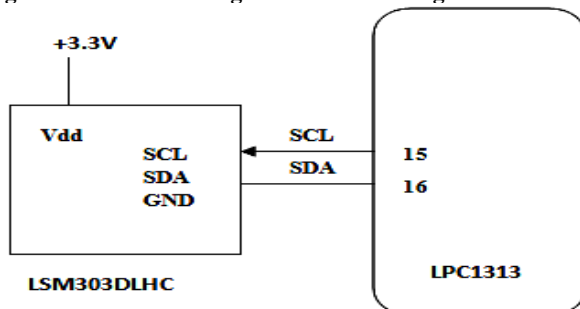 +3.3V
Vdd
SCL
SDA
GND
SCL
SDA
15
16
LSM303DLHC
LPC1313